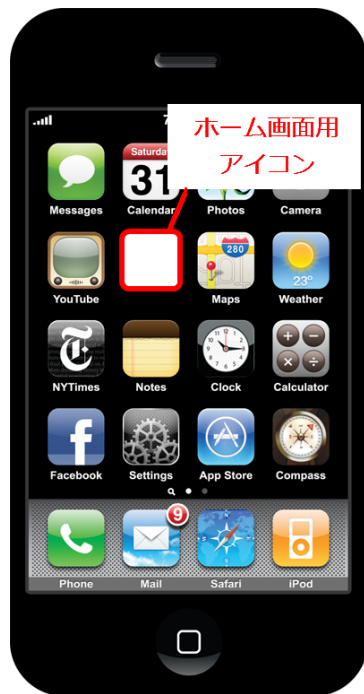 7
ホーム画面用
アイコン
Saturday
31
Messages
Calendar
Photos
Camera
280
23°
YouTube
Maps
Weather
NYTimes
Notes
Clock
Calculator
Facebook
Settings
App Store
Compass
9
Phone
Mail
Safari
iPod